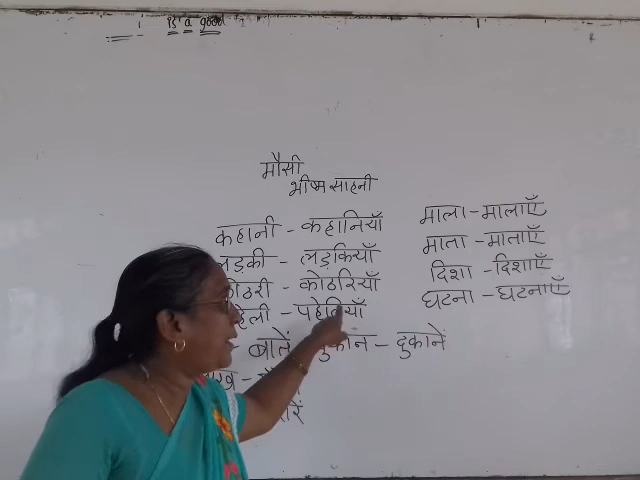 is a good
मौसी
भीष्म साहनी
कहानी - कहानियाँ
लड़की - लड़कियाँ
कोठरी - कोठरियाँ
हेली - पहेलियाँ
बातें दुकान - दुकानें
माला - मालाएँ
माता - माताएँ
दिशा - दिशाएँ
घटना - घटनाएँ